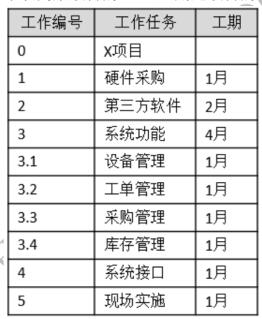 工作编号 工作任务 工期
0 X项目
1 硬件采购 1月
2 第三方软件 2月
3 系统功能 4月
3.1 设备管理 1月
3.2 工单管理 1月
3.3 采购管理 1月
3.4 库存管理 1月
4 系统接口 1月
5 现场实施 1月